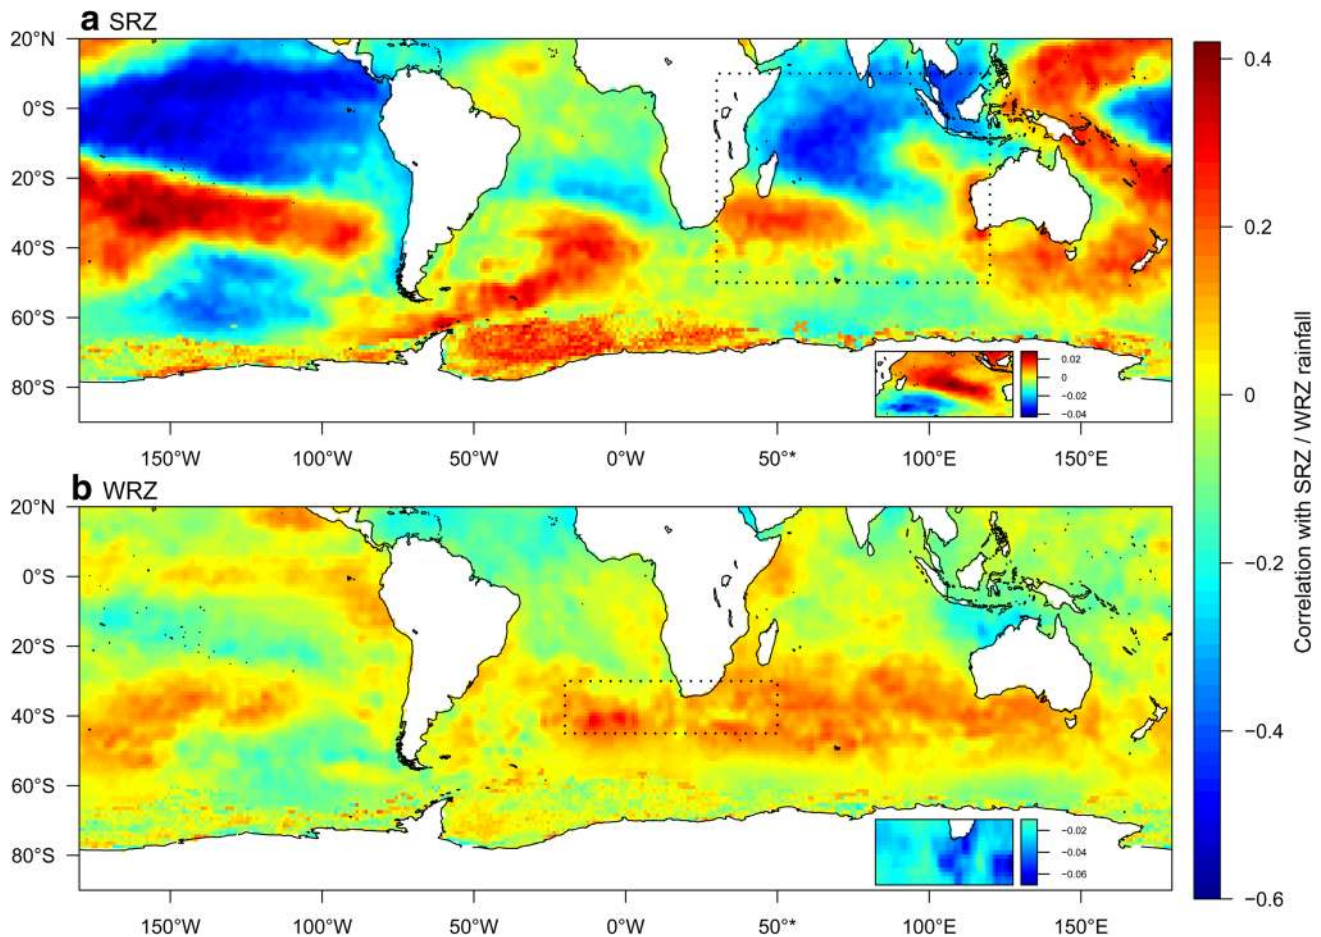 a SRZ
20°N
0°S
20°S
40°S
60°S
80°S
150°W
100°W
50°W
0°W
50°*
100°E
150°E
0.02
0
−0.02
−0.04
b WRZ
20°N
0°S
20°S
40°S
60°S
80°S
150°W
100°W
50°W
0°W
50°*
100°E
150°E
−0.02
−0.04
−0.06
0.4
0.2
0
−0.2
−0.4
−0.6
Correlation with SRZ / WRZ rainfall